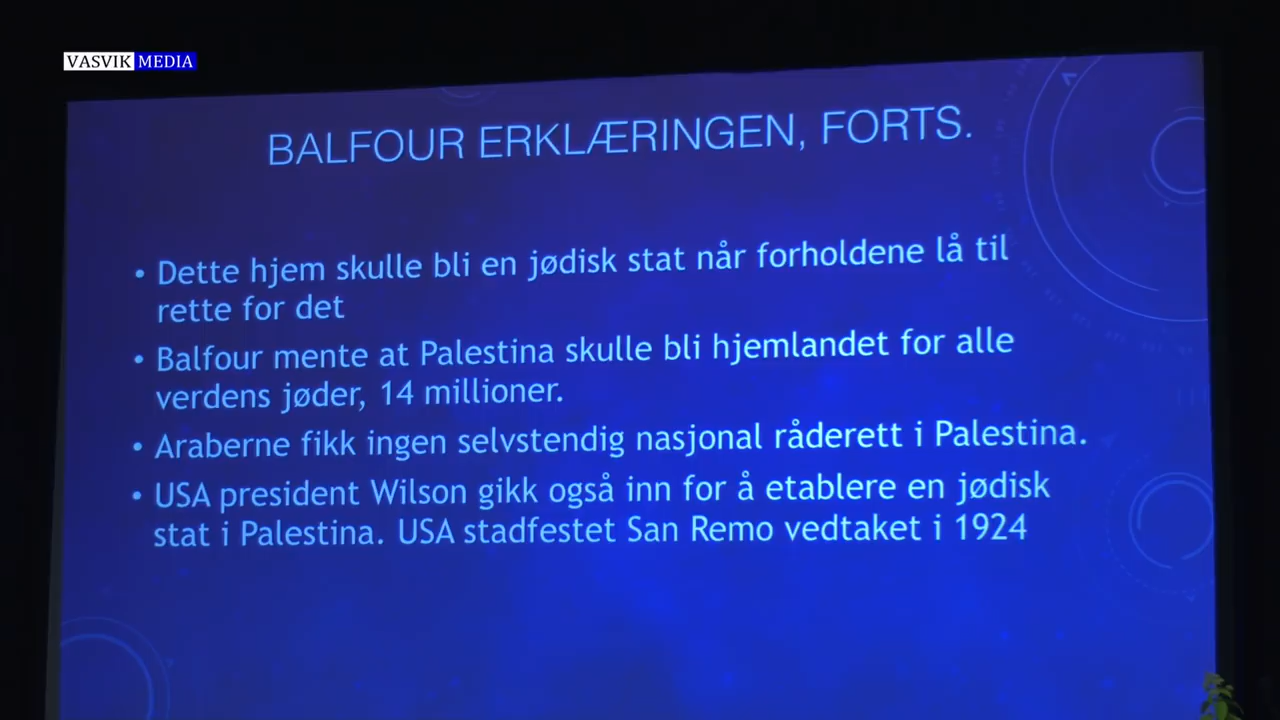 VASVIK MEDIA
BALFOUR ERKLÆRINGEN, FORTS.
• Dette hjem skulle bli en jødisk stat når forholdene lå til
rette for det
• Balfour mente at Palestina skulle bli hjemlandet for alle
verdens jøder, 14 millioner.
• Araberne fikk ingen selvstendig nasjonal råderett i Palestina.
• USA president Wilson gikk også inn for å etablere en jødisk
stat i Palestina. USA stadfestet San Remo vedtaket i 1924